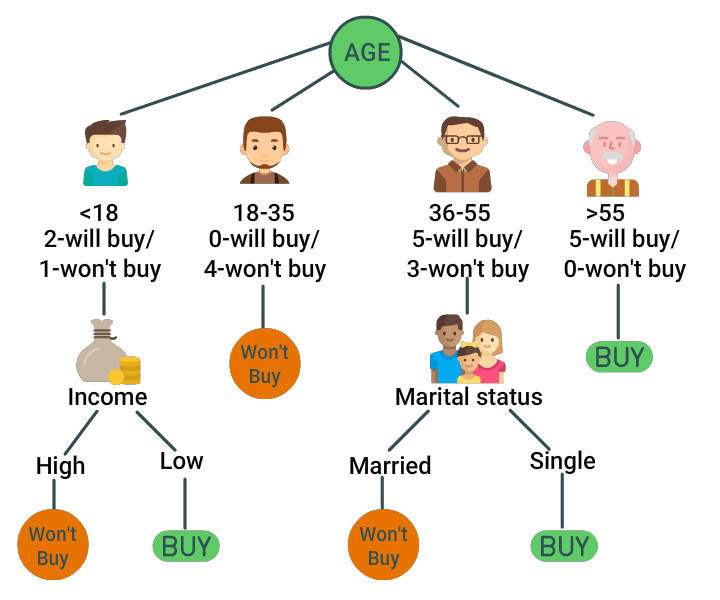 AGE
<18
2-will buy/
1-won't buy
18-35
0-will buy/
4-won't buy
36-55
5-will buy/
3-won't buy
>55
5-will buy/
0-won't buy
Income
Won't
Buy
Marital status
BUY
High
Low
Married
Single
Won't
Buy
BUY
Won't
Buy
BUY